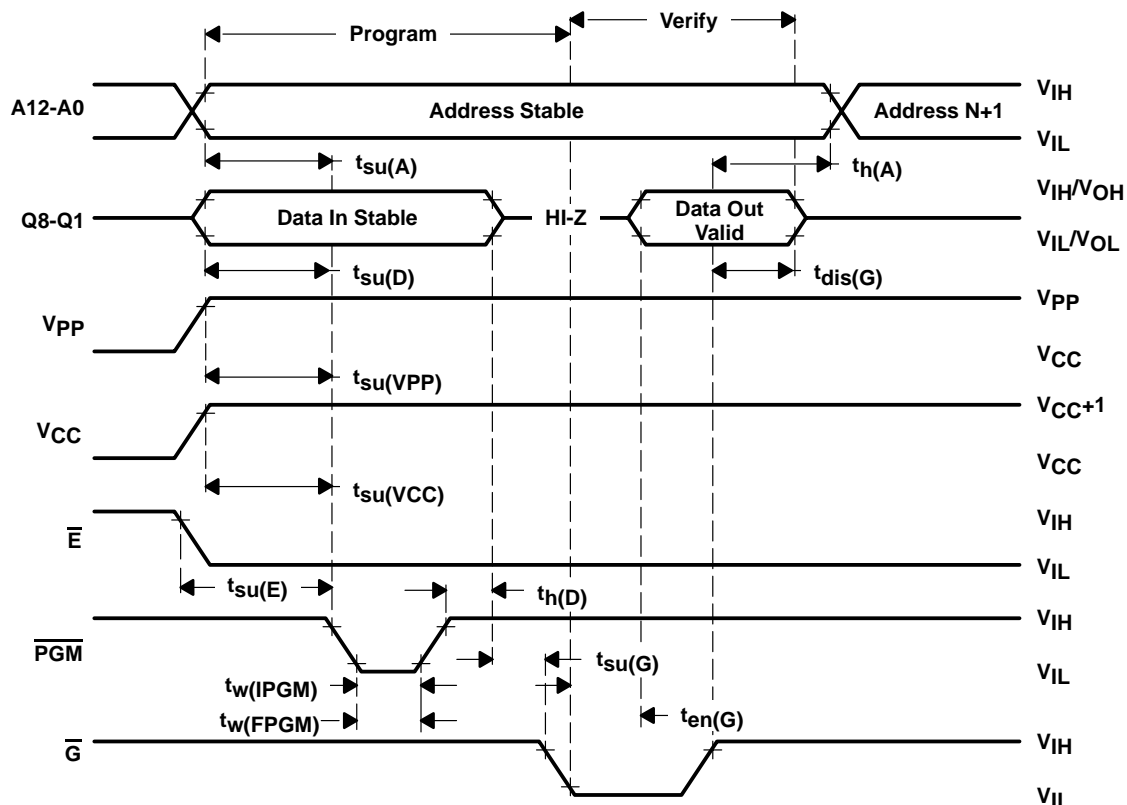 Program
Verify
A12-A0
Address Stable
Address N+1
VIH
VIL
tsu(A)
th(A)
Q8-Q1
Data In Stable
HI-Z
Data Out
Valid
VIH/VOH
VIL/VOL
tsu(D)
tdis(G)
VPP
VPP
VCC
tsu(VPP)
VCC
VCC+1
VCC
tsu(VCC)
E
VIH
VIL
tsu(E)
th(D)
PGM
VIH
VIL
tsu(G)
tw(IPGM)
tw(FPGM)
ten(G)
G
VIH
VIL